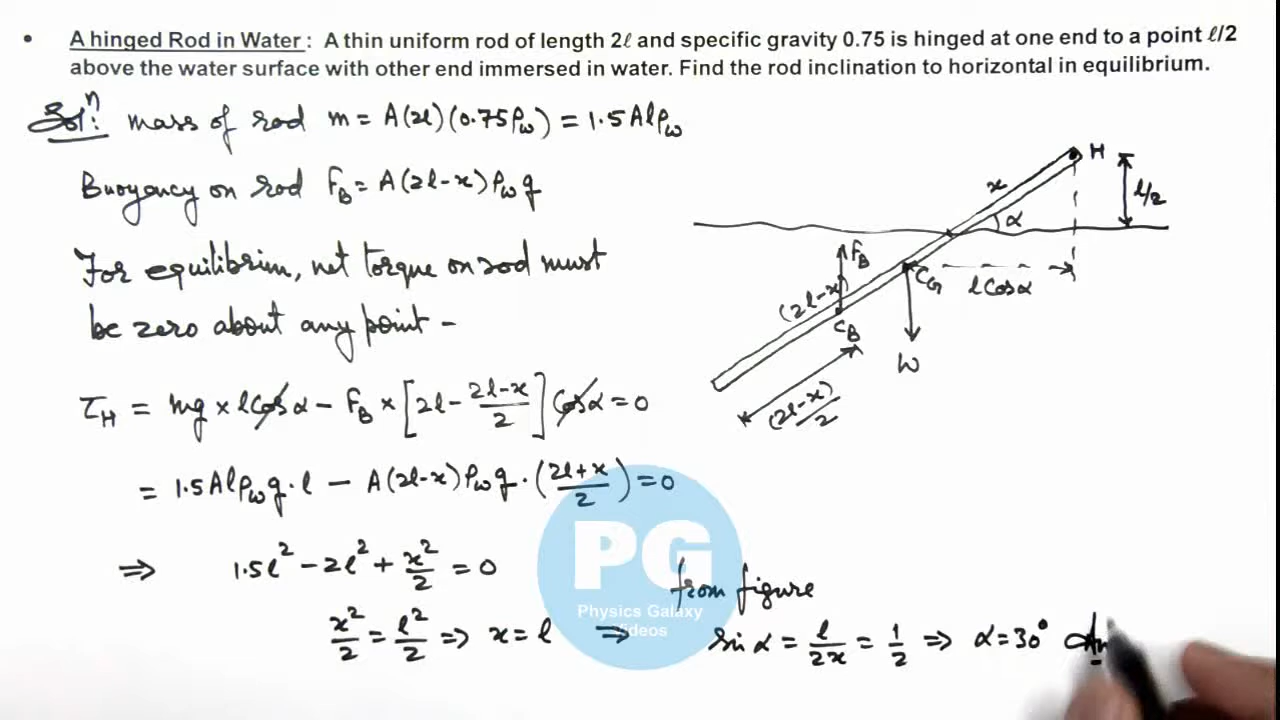 • A hinged Rod in Water : A thin uniform rod of length 2ℓ and specific gravity 0.75 is hinged at one end to a point ℓ/2
above the water surface with other end immersed in water. Find the rod inclination to horizontal in equilibrium.
Solⁿ: mass of rod m = A(2l)(0.75ρw) = 1.5Alρw
Buoyancy on rod FB = A(2l-x)ρw g
For equilibrim, net torque on rod must
be zero about any point –
τH = mg × l Cosα – FB × [2l - (2l-x)/2] Cosα = 0
= 1.5Alρw g · l – A(2l-x)ρw g · ((2l+x)/2) = 0
⇒ 1.5l² – 2l² + x²/2 = 0
x²/2 = l²/2 ⇒ x = l ⇒
from figure
sin α = l/2x = 1/2 ⇒ α = 30°
H
x
l/2
α
FB
CG
l Cosα
(2l-x)
CB
W
(2l-x)/2
PG
Physics Galaxy
Videos